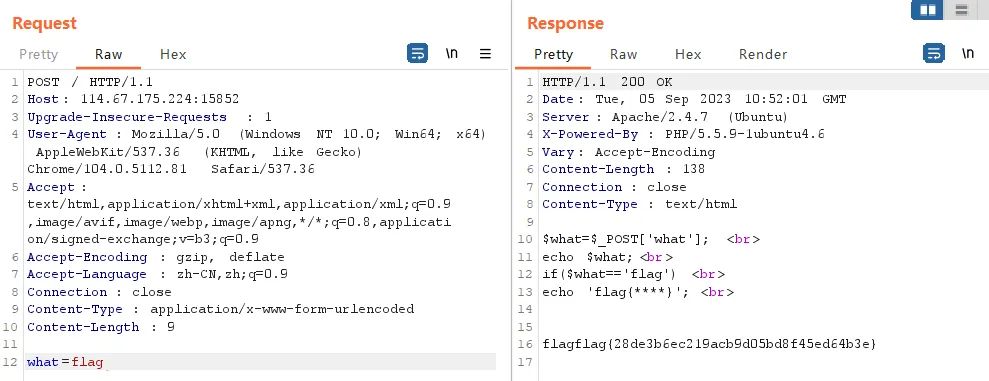 Request
Pretty Raw Hex \n
1 POST / HTTP/1.1
2 Host: 114.67.175.224:15852
3 Upgrade-Insecure-Requests : 1
4 User-Agent : Mozilla/5.0 (Windows NT 10.0; Win64; x64)
AppleWebKit/537.36 (KHTML, like Gecko)
Chrome/104.0.5112.81 Safari/537.36
5 Accept :
text/html,application/xhtml+xml,application/xml;q=0.9
,image/avif,image/webp,image/apng,*/*;q=0.8,applicati
on/signed-exchange;v=b3;q=0.9
6 Accept-Encoding : gzip, deflate
7 Accept-Language : zh-CN,zh;q=0.9
8 Connection : close
9 Content-Type : application/x-www-form-urlencoded
10 Content-Length : 9
11
12 what=flag
Response
Pretty Raw Hex Render \n
1 HTTP/1.1 200 OK
2 Date: Tue, 05 Sep 2023 10:52:01 GMT
3 Server: Apache/2.4.7 (Ubuntu)
4 X-Powered-By : PHP/5.5.9-1ubuntu4.6
5 Vary: Accept-Encoding
6 Content-Length : 138
7 Connection : close
8 Content-Type : text/html
9
10 $what=$_POST['what']; <br>
11 echo $what; <br>
12 if($what=='flag') <br>
13 echo 'flag{****}'; <br>
14
15
16 flagflag{28de3b6ec219acb9d05bd8f45ed64b3e}
17